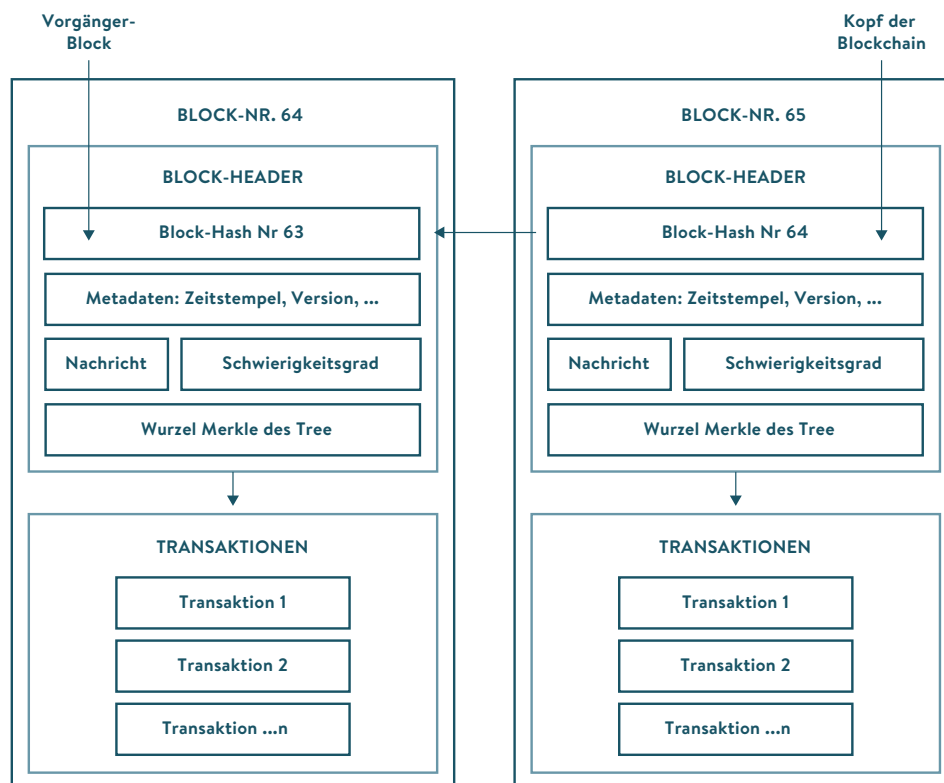 Vorgänger-
Block
Kopf der
Blockchain
BLOCK-NR. 64
BLOCK-HEADER
Block-Hash Nr 63
Metadaten: Zeitstempel, Version, ...
Nachricht
Schwierigkeitsgrad
Wurzel Merkle des Tree
TRANSAKTIONEN
Transaktion 1
Transaktion 2
Transaktion ...n
BLOCK-NR. 65
BLOCK-HEADER
Block-Hash Nr 64
Metadaten: Zeitstempel, Version, ...
Nachricht
Schwierigkeitsgrad
Wurzel Merkle des Tree
TRANSAKTIONEN
Transaktion 1
Transaktion 2
Transaktion ...n